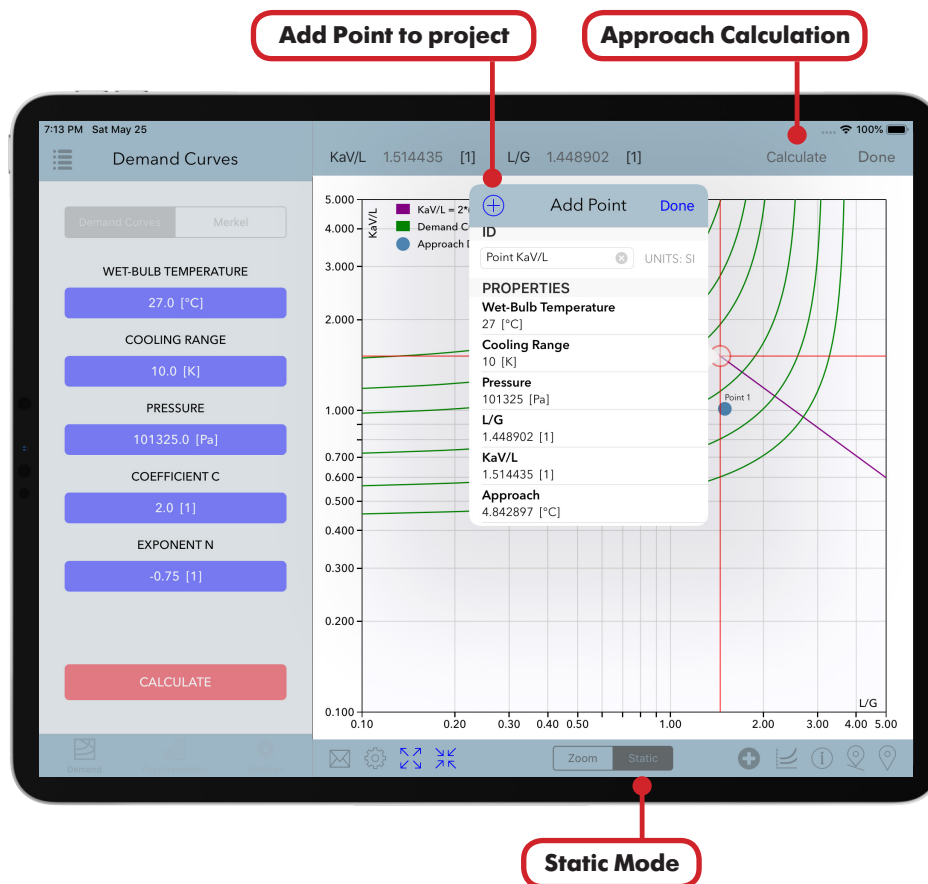 Add Point to project
Approach Calculation
7:13 PM Sat May 25
100%
Demand Curves
KaV/L 1.514435 [1] L/G 1.448902 [1]
Calculate Done
Demand Curves Merkel
WET-BULB TEMPERATURE
27.0 [°C]
COOLING RANGE
10.0 [K]
PRESSURE
101325.0 [Pa]
COEFFICIENT C
2.0 [1]
EXPONENT N
-0.75 [1]
CALCULATE
Demand
5.000
4.000
3.000
2.000
1.000
0.700
0.600
0.500
0.400
0.300
0.200
0.100
KaV/L
KaV/L = 2*
Demand C
Approach
Add Point Done
ID
Point KaV/L UNITS: SI
PROPERTIES
Wet-Bulb Temperature
27 [°C]
Cooling Range
10 [K]
Pressure
101325 [Pa]
L/G
1.448902 [1]
KaV/L
1.514435 [1]
Approach
4.842897 [°C]
Point 1
L/G
0.10 0.20 0.30 0.40 0.50 1.00 2.00 3.00 4.00 5.00
Zoom Static
Static Mode